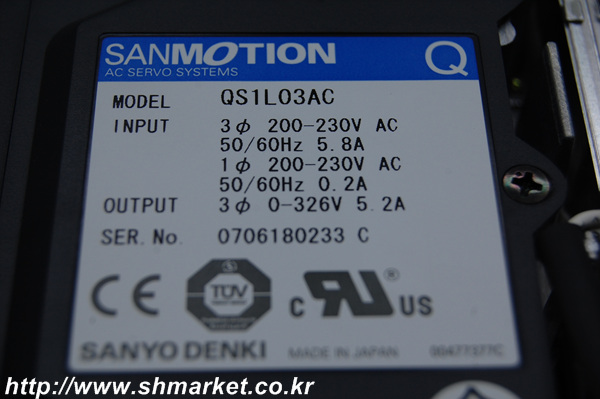 SANMOTION Q
AC SERVO SYSTEMS
MODEL QS1L03AC
INPUT 3φ 200-230V AC
50/60Hz 5.8A
1φ 200-230V AC
50/60Hz 0.2A
OUTPUT 3φ 0-326V 5.2A
SER. No. 0706180233 C
CE TÜV c RU ® US
SANYO DENKI MADE IN JAPAN 00477377C
http://www.shmarket.co.kr